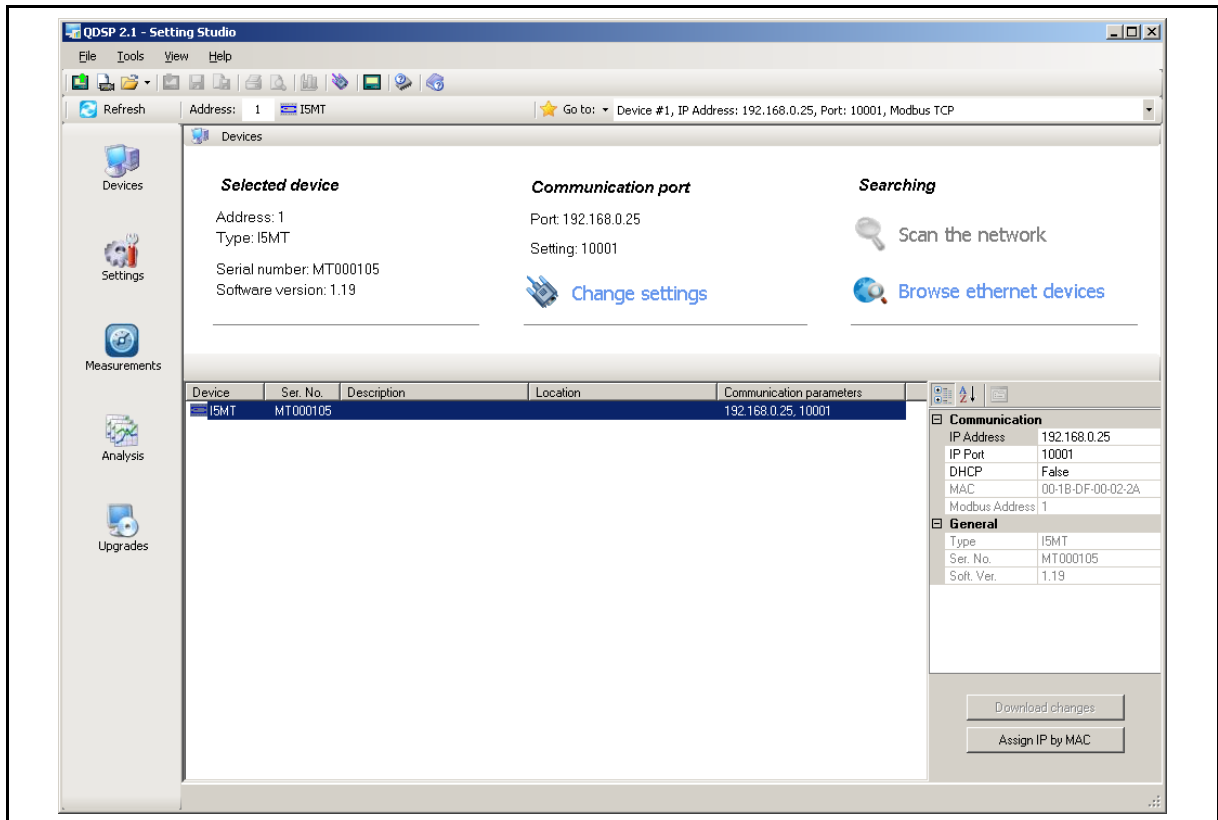 QDSP 2.1 - Setting Studio
File Tools View Help
Refresh Address: 1 I5MT Go to: Device #1, IP Address: 192.168.0.25, Port: 10001, Modbus TCP
Devices
Devices
Settings
Measurements
Analysis
Upgrades
Selected device
Address: 1
Type: I5MT
Serial number: MT000105
Software version: 1.19
Communication port
Port: 192.168.0.25
Setting: 10001
Change settings
Searching
Scan the network
Browse ethernet devices
Device Ser. No. Description Location Communication parameters
I5MT MT000105 192.168.0.25, 10001
Communication
IP Address 192.168.0.25
IP Port 10001
DHCP False
MAC 00-1B-DF-00-02-2A
Modbus Address 1
General
Type I5MT
Ser. No. MT000105
Soft. Ver. 1.19
Download changes
Assign IP by MAC